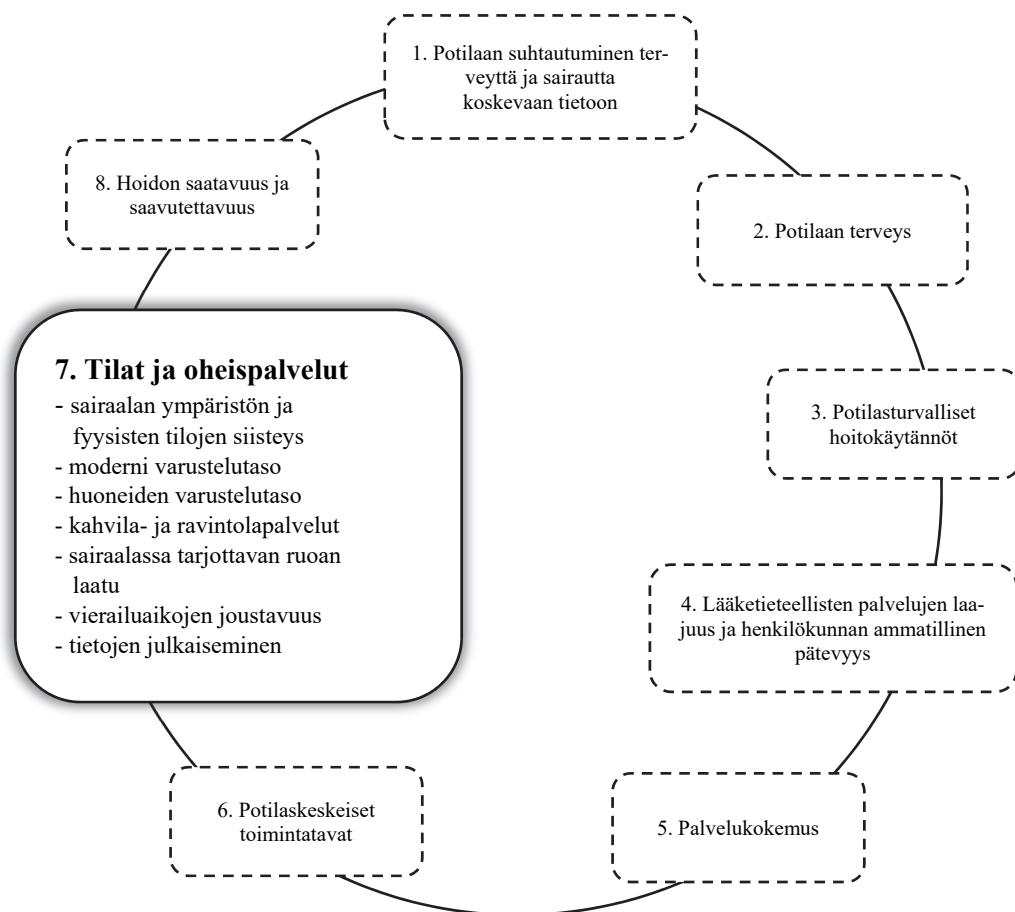 1. Potilaan suhtautuminen ter-
veyttä ja sairautta
koskevaan tietoon
2. Potilaan terveys
3. Potilasturvalliset
hoitokäytännöt
4. Lääketieteellisten palvelujen laa-
juus ja henkilökunnan ammatillinen
pätevyys
5. Palvelukokemus
6. Potilaskeskeiset
toimintatavat
7. Tilat ja oheispalvelut
- sairaalan ympäristön ja
fyysisten tilojen siisteys
- moderni varustelutaso
- huoneiden varustelutaso
- kahvila- ja ravintolapalvelut
- sairaalassa tarjottavan ruoan
laatu
- vierailuaikojen joustavuus
- tietojen julkaiseminen
8. Hoidon saatavuus ja
saavutettavuus